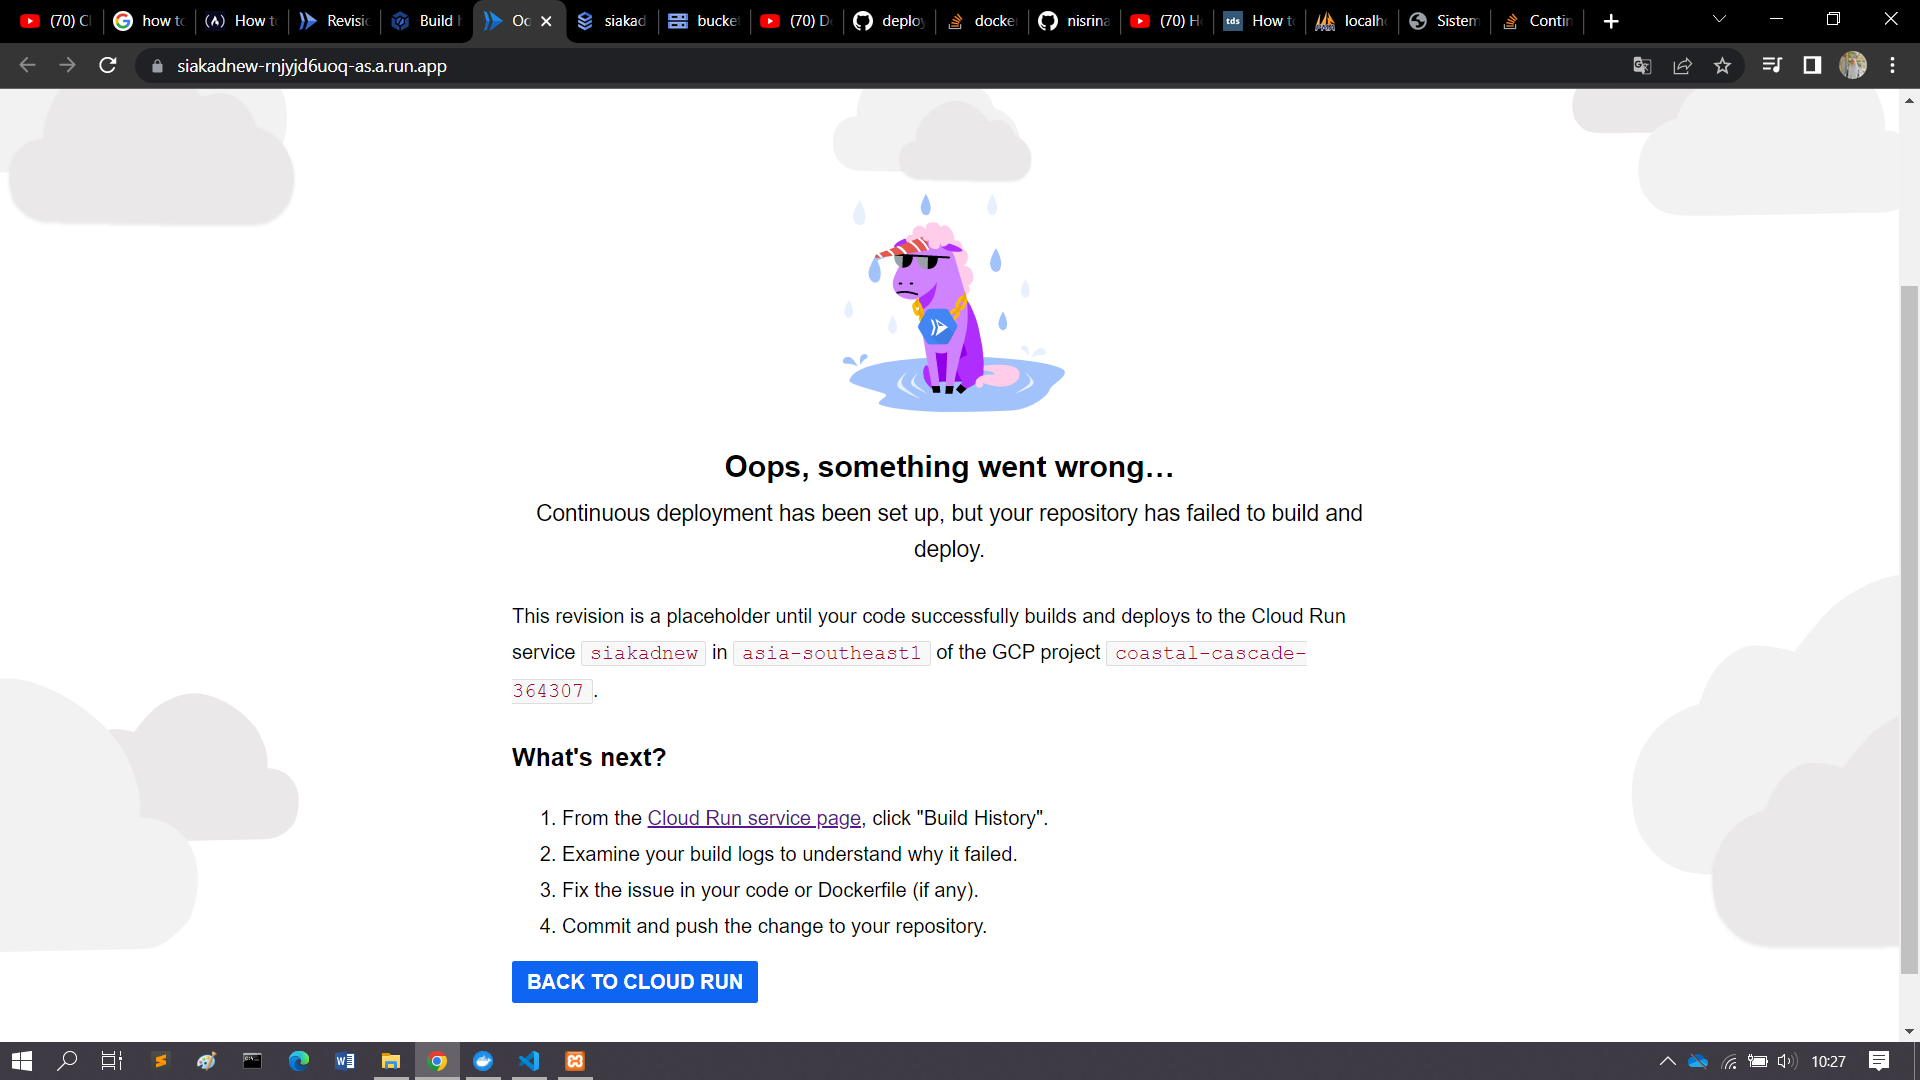 (70) Cl
how to
How t
Revisio
Build h
Oc
siakad
bucket
(70) De
deploy
docker
nisrina
(70) Ho
How to
localho
Sistem
Contin
siakadnew-rnjyjd6uoq-as.a.run.app
Oops, something went wrong…
Continuous deployment has been set up, but your repository has failed to build and
deploy.
This revision is a placeholder until your code successfully builds and deploys to the Cloud Run
service siakadnew in asia-southeast1 of the GCP project coastal-cascade-
364307.
What's next?
1. From the Cloud Run service page, click "Build History".
2. Examine your build logs to understand why it failed.
3. Fix the issue in your code or Dockerfile (if any).
4. Commit and push the change to your repository.
BACK TO CLOUD RUN
10:27